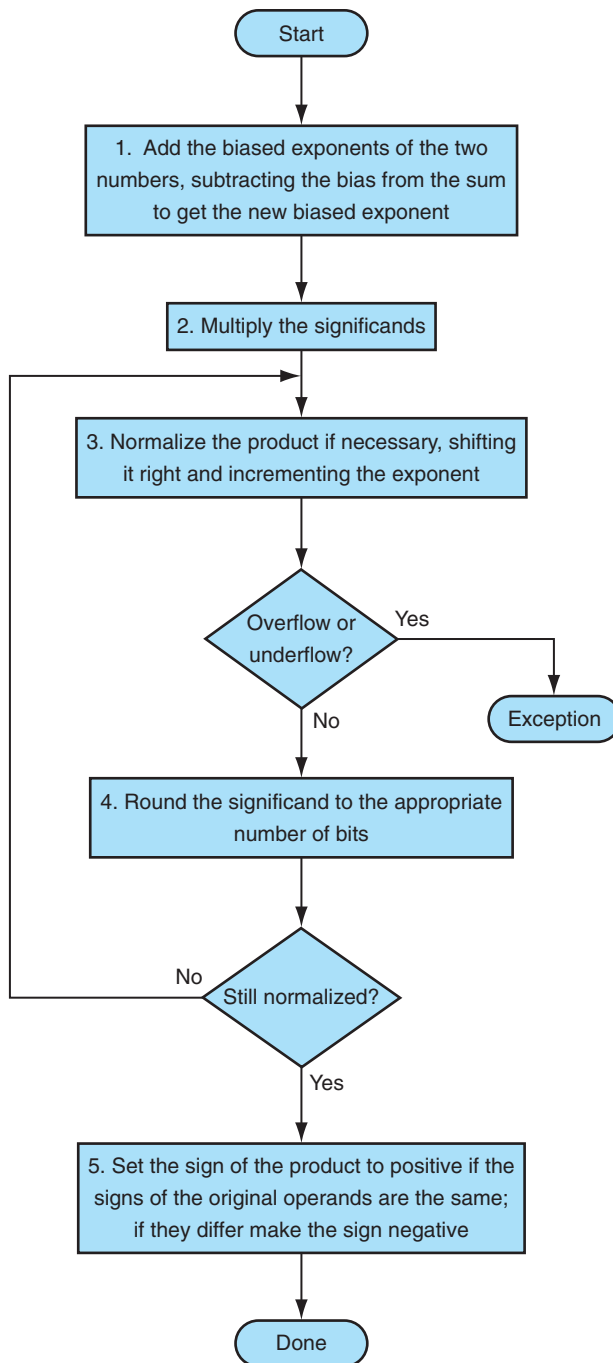 Start
1. Add the biased exponents of the two
numbers, subtracting the bias from the sum
to get the new biased exponent
2. Multiply the significands
3. Normalize the product if necessary, shifting
it right and incrementing the exponent
Overflow or
underflow?
Yes
No
Exception
4. Round the significand to the appropriate
number of bits
No
Still normalized?
Yes
5. Set the sign of the product to positive if the
signs of the original operands are the same;
if they differ make the sign negative
Done